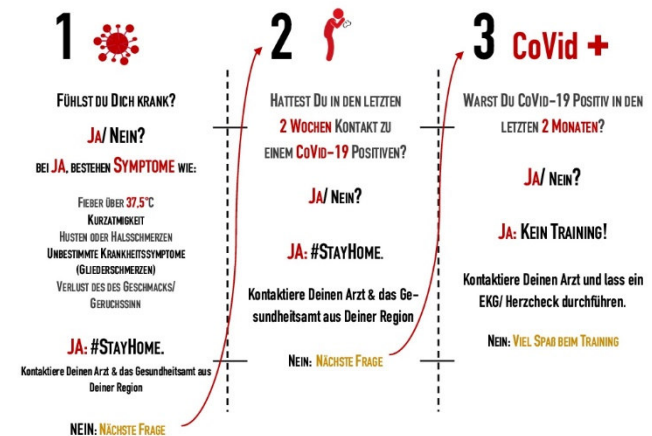 1
FÜHLST DU DICH KRANK?
JA/ NEIN?
BEI JA, BESTEHEN SYMPTOME WIE:
FIEBER ÜBER 37,5°C
KURZATMIGKEIT
HUSTEN ODER HALSSCHMERZEN
UNBESTIMMTE KRANKHEITSSYMPTOME
(GLIEDERSCHMERZEN)
VERLUST DES DES GESCHMACKS/
GERUCHSSINN
JA: #STAYHOME.
Kontaktiere Deinen Arzt & das Gesundheitsamt aus
Deiner Region
NEIN: NÄCHSTE FRAGE
2
HATTEST DU IN DEN LETZTEN
2 WOCHEN KONTAKT ZU
EINEM COVID-19 POSITIVEN?
JA/ NEIN?
JA: #STAYHOME.
Kontaktiere Deinen Arzt & das Ge-
sundheitsamt aus Deiner Region
NEIN: NÄCHSTE FRAGE
3 CoVid +
WARST DU COVID-19 POSITIV IN DEN
LETZTEN 2 MONATEN?
JA/ NEIN?
JA: KEIN TRAINING!
Kontaktiere Deinen Arzt und lass ein
EKG/ Herzcheck durchführen.
NEIN: VIEL SPAß BEIM TRAINING